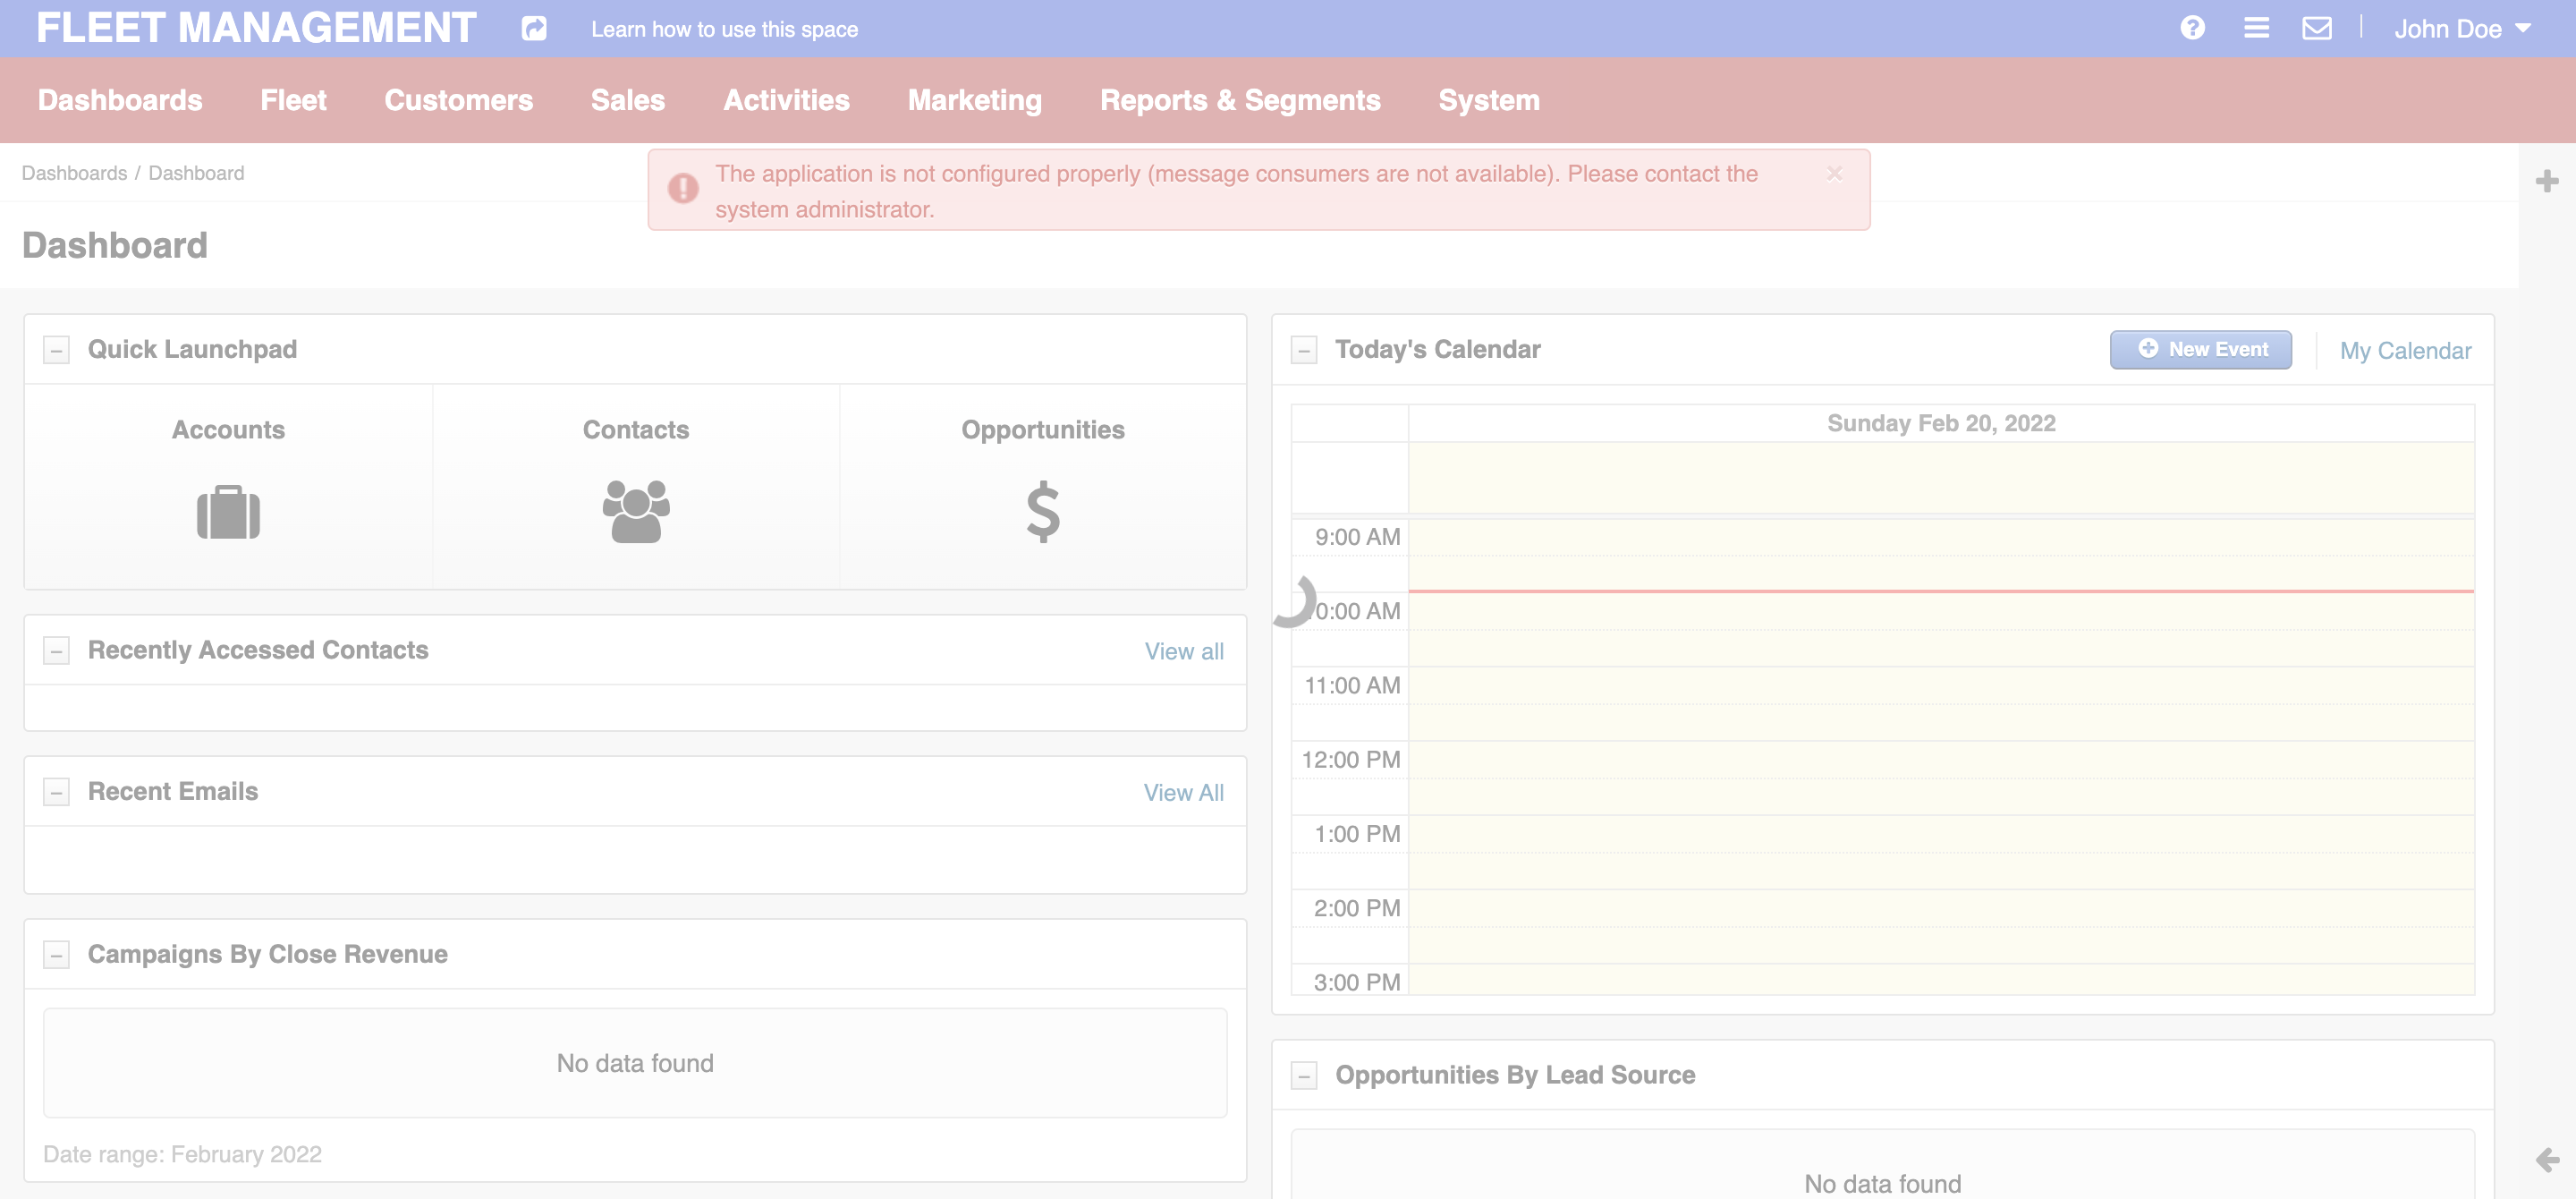 FLEET MANAGEMENT
Learn how to use this space
John Doe
Dashboards Fleet Customers Sales Activities Marketing Reports & Segments System
Dashboards / Dashboard
The application is not configured properly (message consumers are not available). Please contact the
system administrator.
Dashboard
Quick Launchpad
Accounts
Contacts
Opportunities
Recently Accessed Contacts
View all
Recent Emails
View All
Campaigns By Close Revenue
No data found
Date range: February 2022
Today's Calendar
New Event
My Calendar
Sunday Feb 20, 2022
9:00 AM
0:00 AM
11:00 AM
12:00 PM
1:00 PM
2:00 PM
3:00 PM
Opportunities By Lead Source
No data found